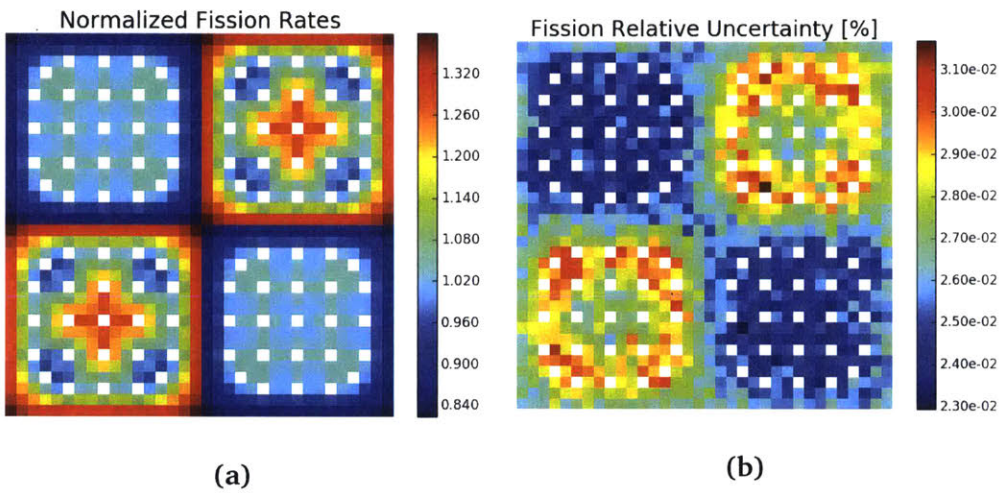 Normalized Fission Rates
1.320
1.260
1.200
1.140
1.080
1.020
0.960
0.900
0.840
(a)
Fission Relative Uncertainty [%]
3.10e-02
3.00e-02
2.90e-02
2.80e-02
2.70e-02
2.60e-02
2.50e-02
2.40e-02
2.30e-02
(b)